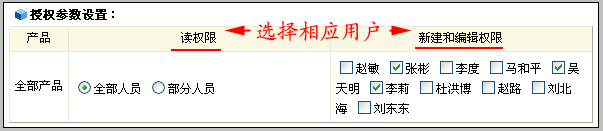 授权参数设置：
产品 读权限 选择相应用户 新建和编辑权限
全部产品 全部人员 部分人员
赵敏 张彬 李度 马和平 吴
天明 李莉 杜洪博 赵路 刘北
海 刘东东